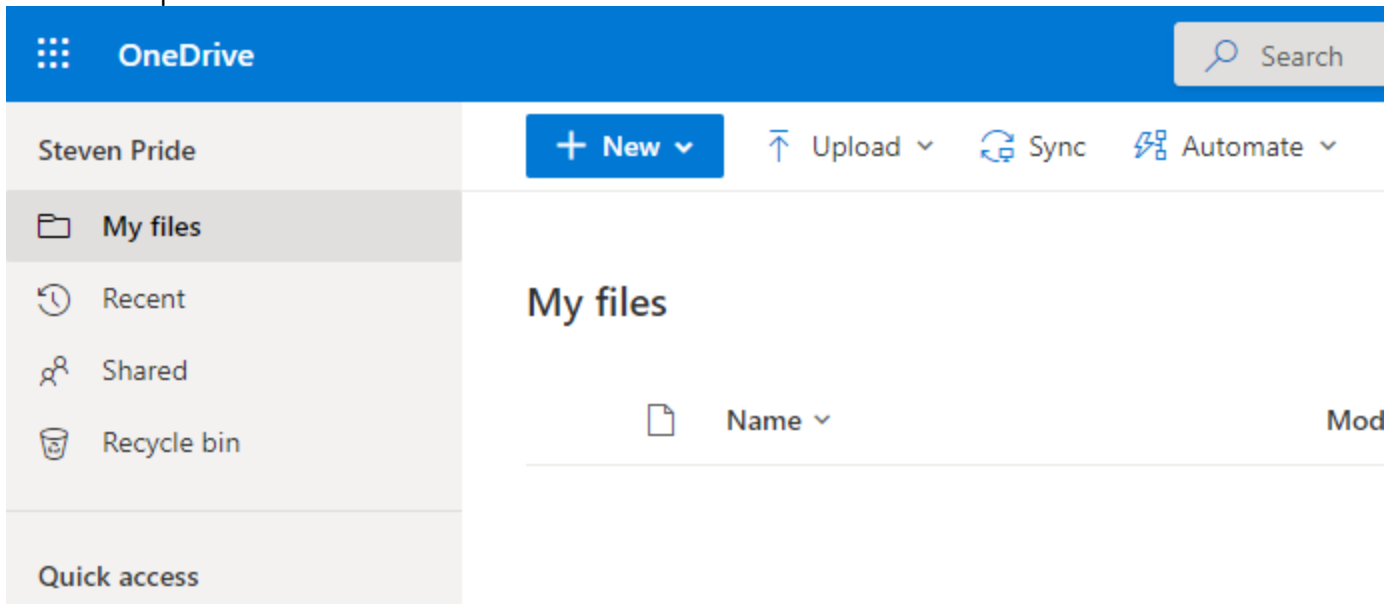 OneDrive
Search
Steven Pride
New
Upload
Sync
Automate
My files
Recent
Shared
Recycle bin
Quick access
My files
Name
Mod